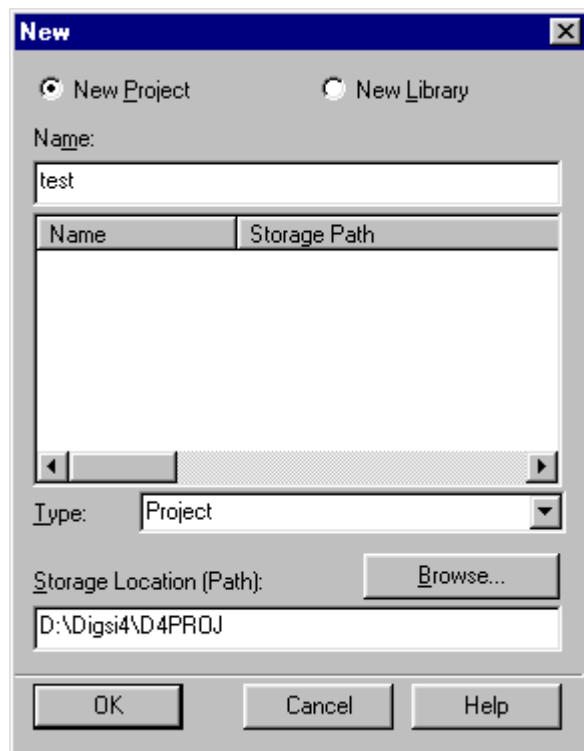 New
New Project New Library
Name:
test
Name Storage Path
Type: Project
Browse...
Storage Location (Path):
D:\Digsi4\D4PROJ
OK Cancel Help